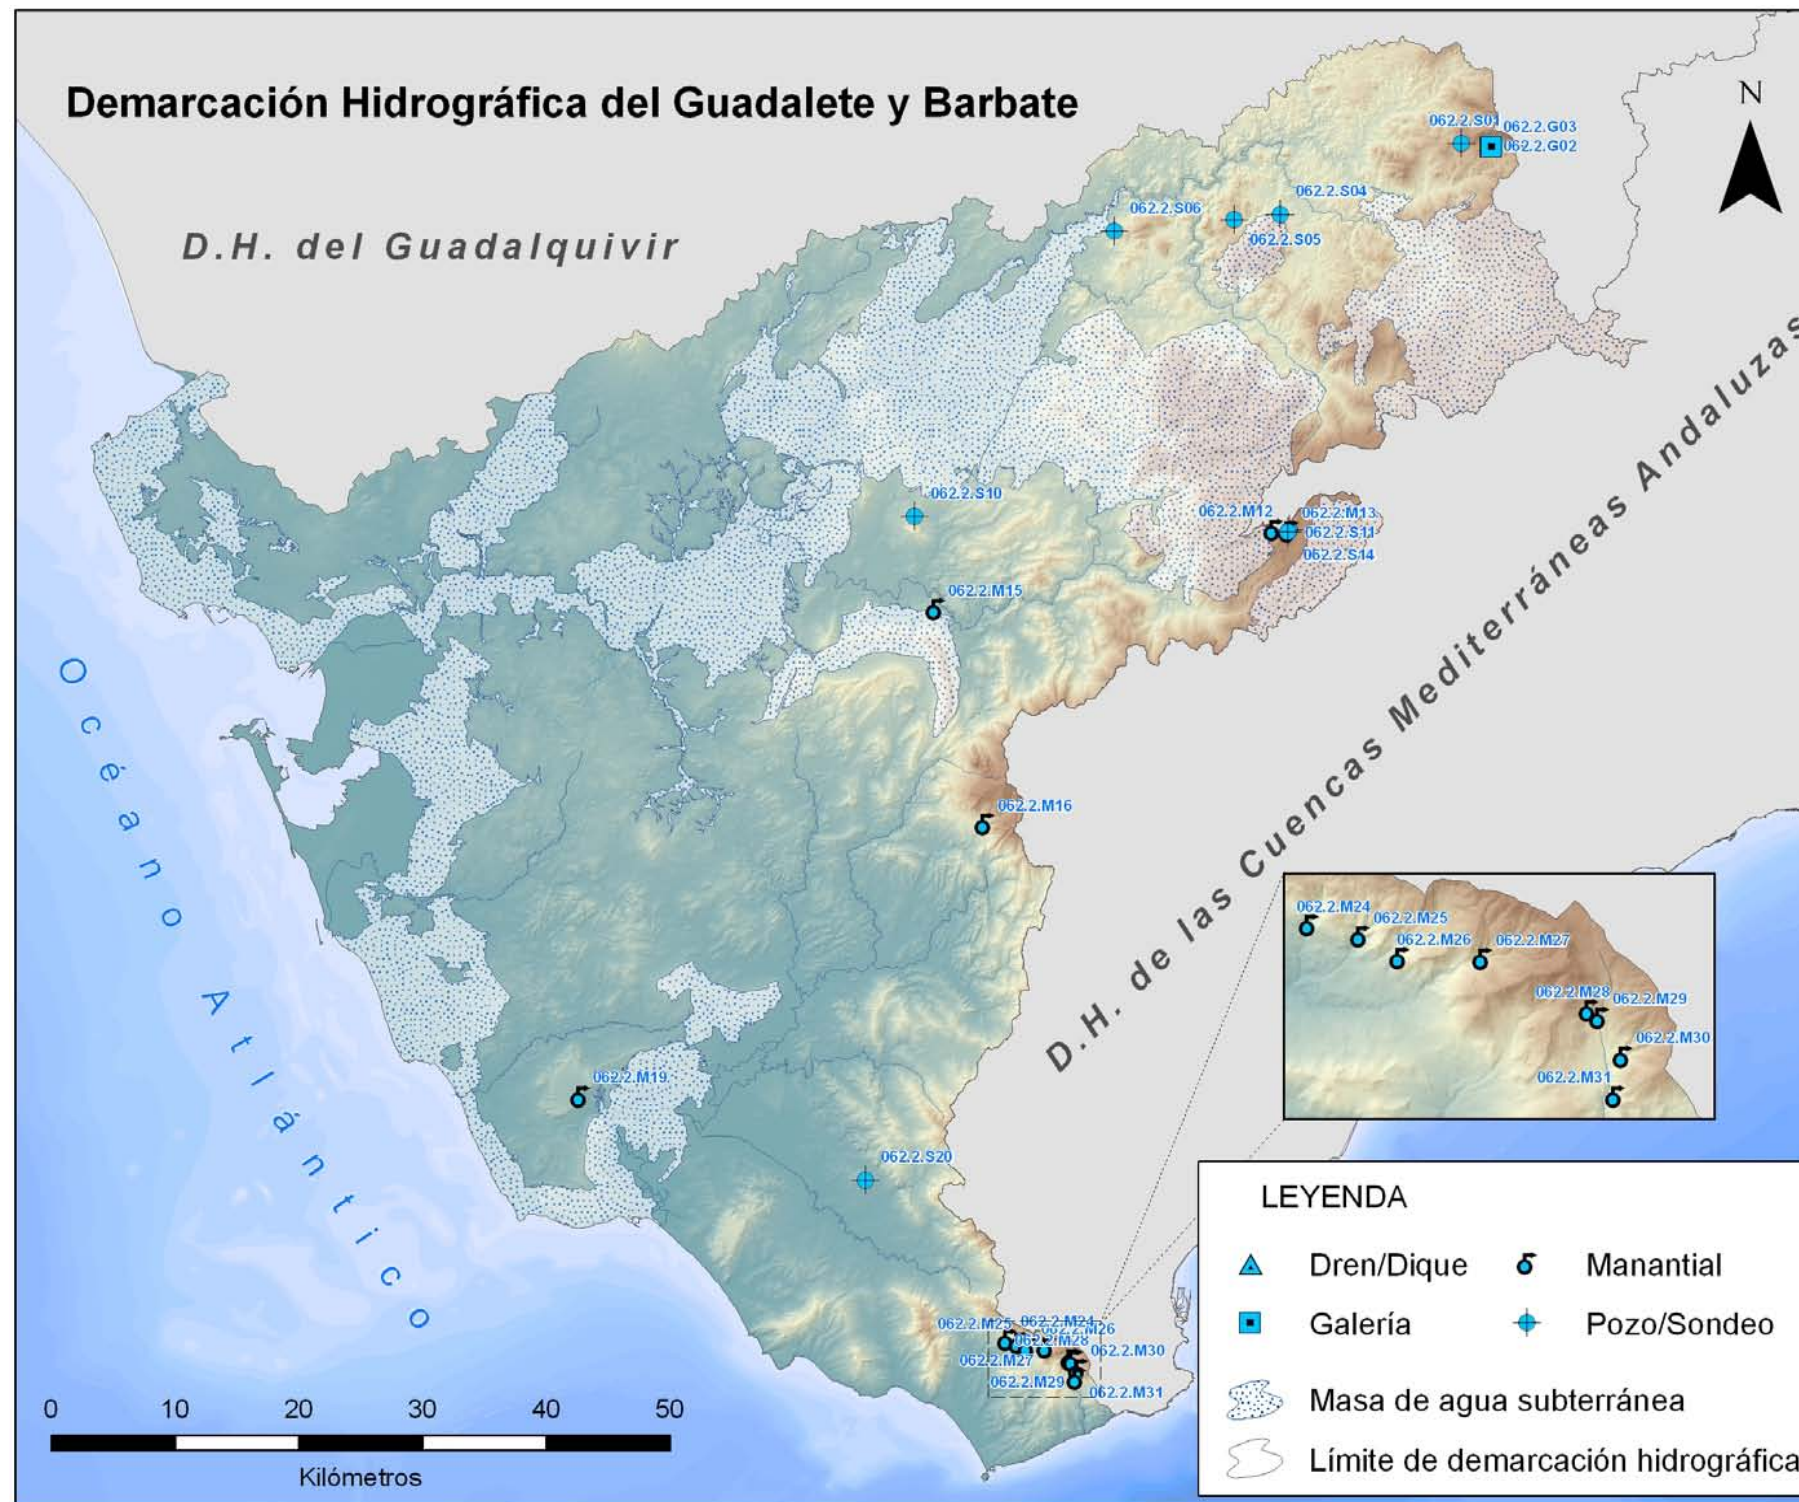 Demarcación Hidrográfica del Guadalete y Barbate
N
D.H. del Guadalquivir
062.2.S01
062.2.G03
062.2.G02
062.2.S04
062.2.S06
062.2.S05
D.H. de las Cuencas Mediterráneas Andaluzas
062.2.S10
062.2.M12
062.2.M13
062.2.S11
062.2.S14
062.2.M15
Océano Atlántico
062.2.M16
062.2.M24
062.2.M25
062.2.M26
062.2.M27
062.2.M28
062.2.M29
062.2.M30
062.2.M31
062.2.M19
062.2.S20
062.2.M25
062.2.M24
062.2.M26
062.2.M28
062.2.M27
062.2.M30
062.2.M29
062.2.M31
LEYENDA
Dren/Dique
Manantial
Galería
Pozo/Sondeo
Masa de agua subterránea
Límite de demarcación hidrográfica
0 10 20 30 40 50
Kilómetros